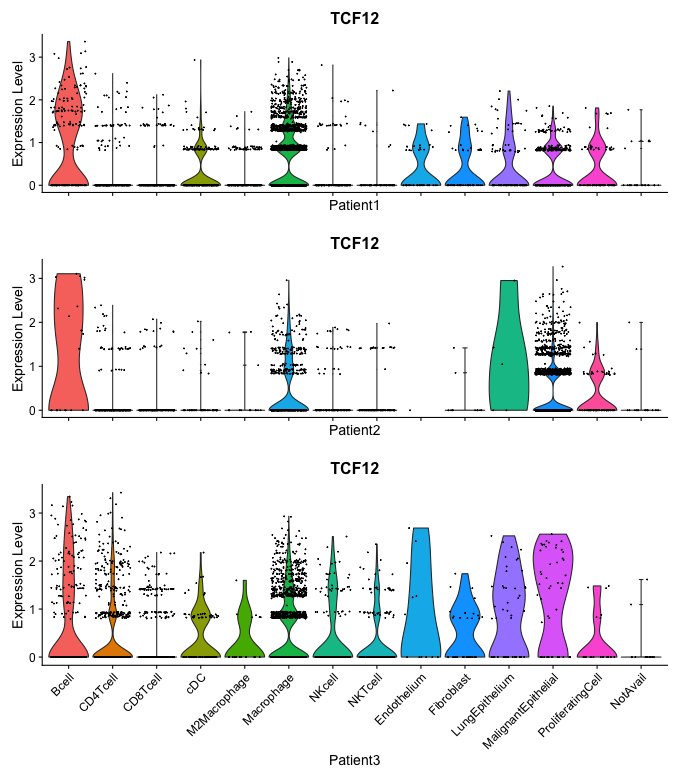 TCF12
Expression Level
3
2
1
0
Patient1
TCF12
Expression Level
3
2
1
0
Patient2
TCF12
Expression Level
3
2
1
0
Bcell
CD4Tcell
CD8Tcell
cDC
M2Macrophage
Macrophage
NKcell
NKTcell
Endothelium
Fibroblast
LungEpithelium
MalignantEpithelial
ProliferatingCell
NotAvail
Patient3